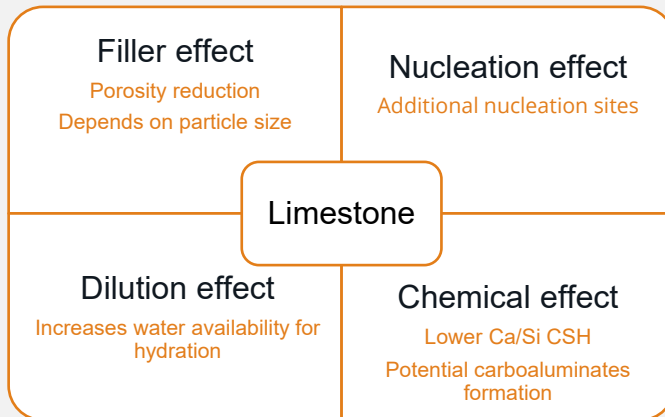 Filler effect
Porosity reduction
Depends on particle size
Nucleation effect
Additional nucleation sites
Limestone
Dilution effect
Increases water availability for
hydration
Chemical effect
Lower Ca/Si CSH
Potential carboaluminates
formation